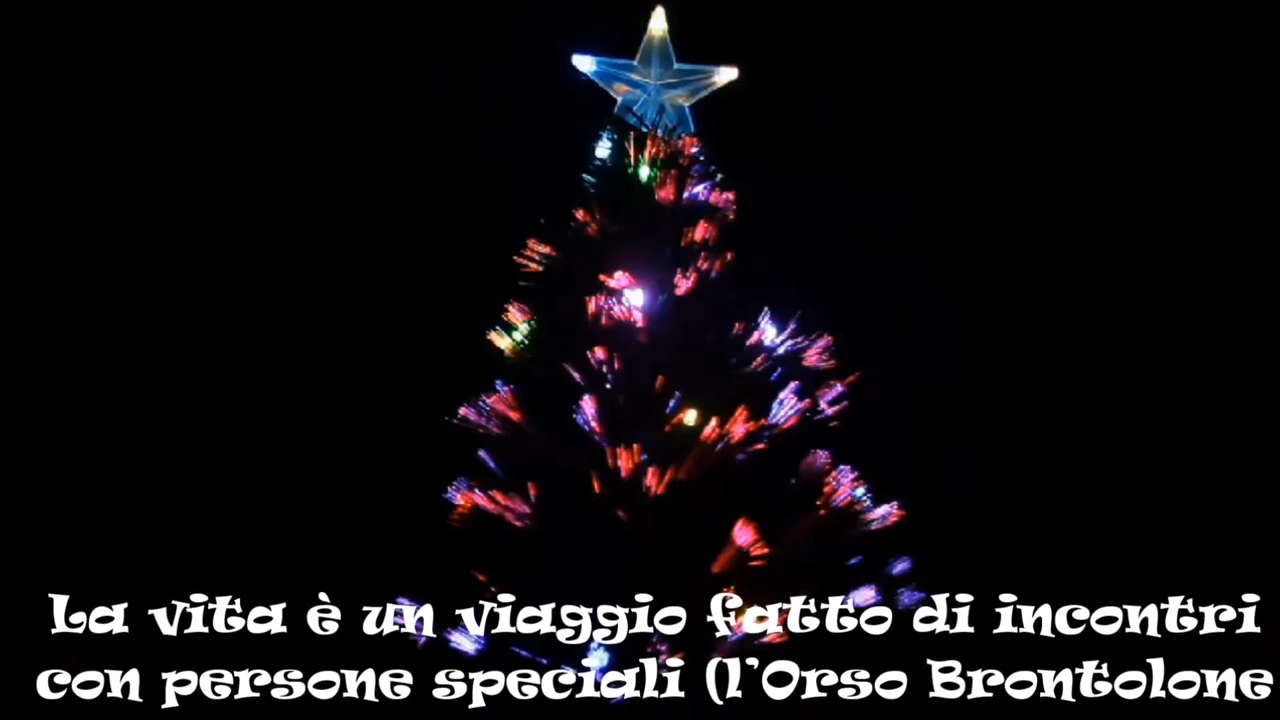 La vita è un viaggio fatto di incontri
con persone speciali (l'Orso Brontolone